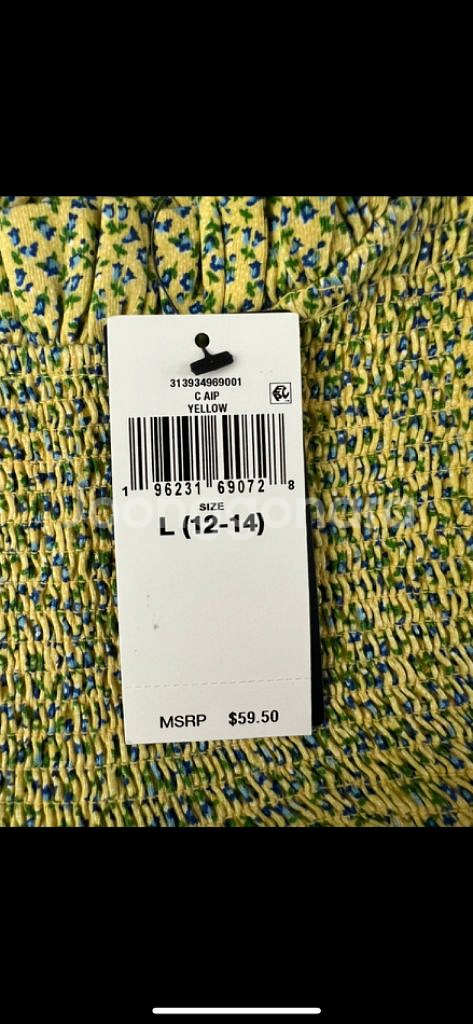 313934969001
C AIP
YELLOW
1 96231 69072 8
SIZE
L (12-14)
MSRP $59.50